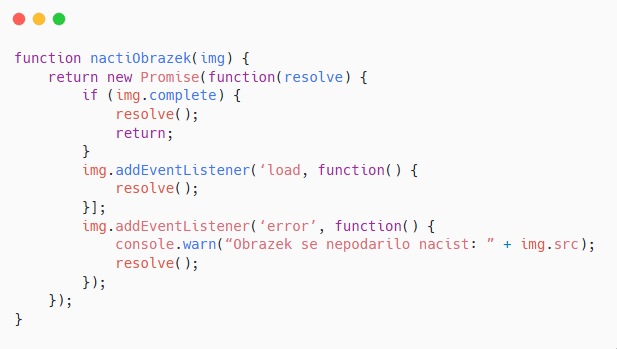 function nactiObrazek(img) {
    return new Promise(function(resolve) {
        if (img.complete) {
            resolve();
            return;
        }
        img.addEventListener(‘load, function() {
            resolve();
        }];
        img.addEventListener(‘error’, function() {
            console.warn(“Obrazek se nepodarilo nacist: ” + img.src);
            resolve();
        });
    });
}